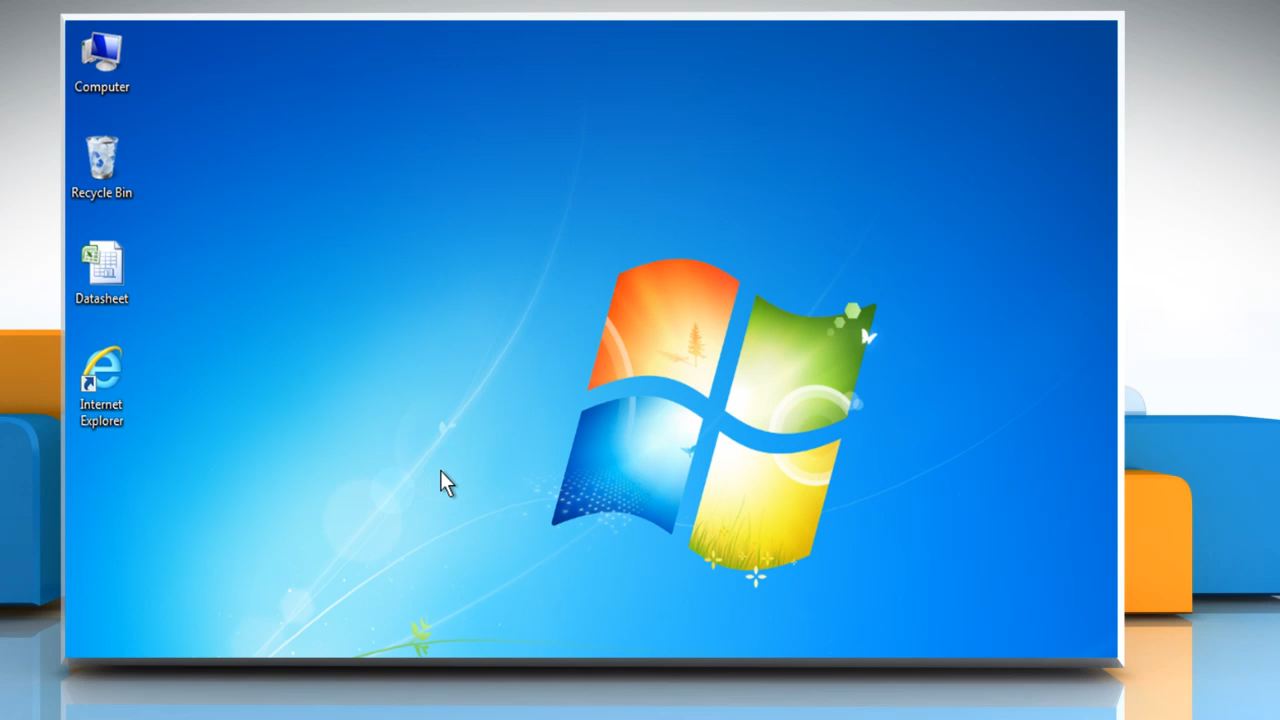 Computer
Recycle Bin
Datasheet
Internet
Explorer